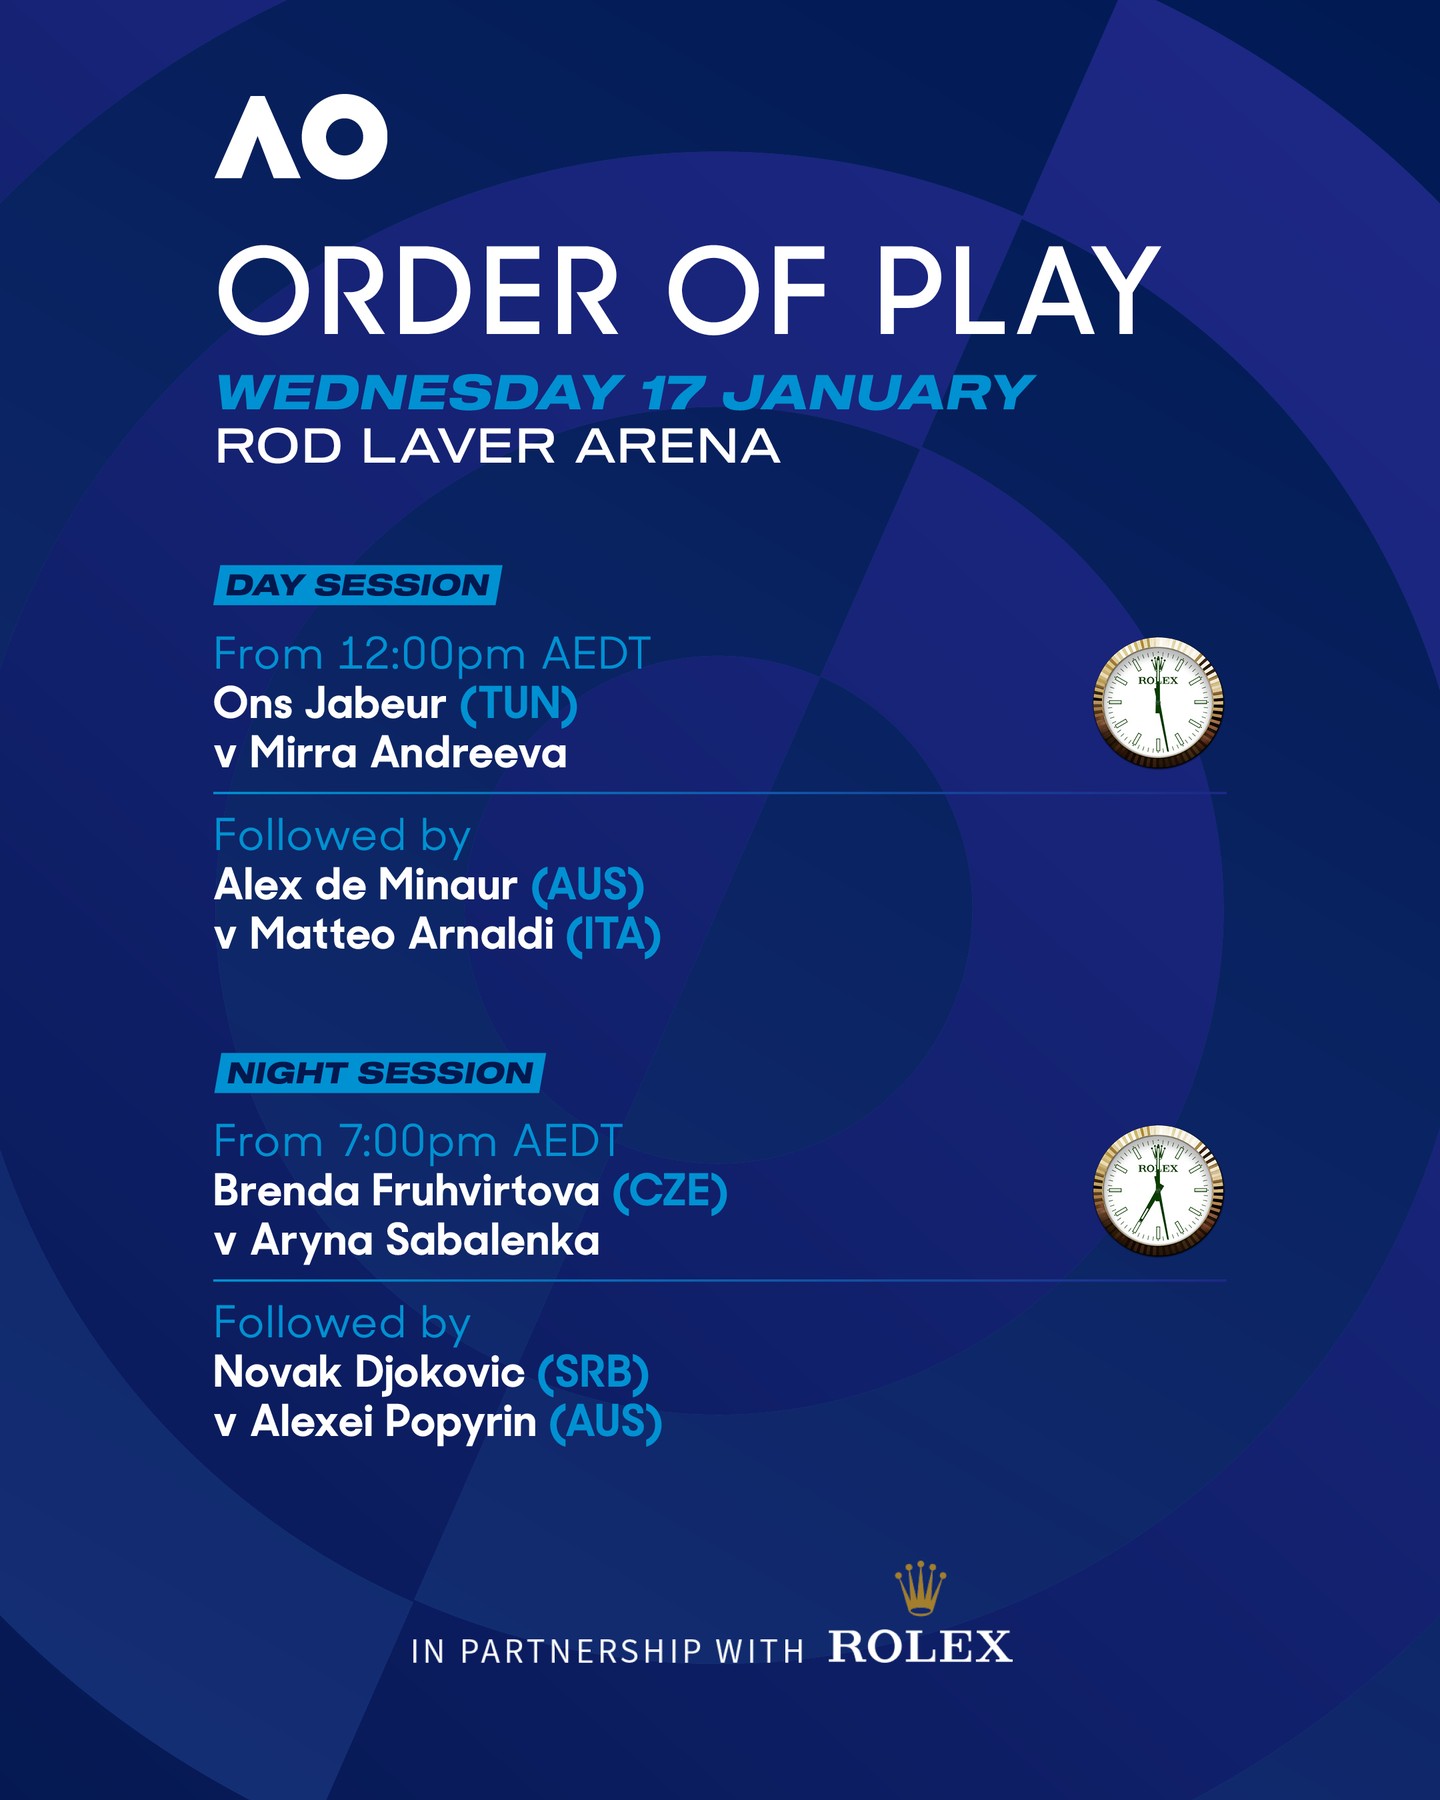 AO
ORDER OF PLAY
WEDNESDAY 17 JANUARY
ROD LAVER ARENA
DAY SESSION
From 12:00pm AEDT
Ons Jabeur (TUN)
v Mirra Andreeva
ROLEX
Followed by
Alex de Minaur (AUS)
v Matteo Arnaldi (ITA)
NIGHT SESSION
From 7:00pm AEDT
Brenda Fruhvirtova (CZE)
v Aryna Sabalenka
ROLEX
Followed by
Novak Djokovic (SRB)
v Alexei Popyrin (AUS)
IN PARTNERSHIP WITH ROLEX